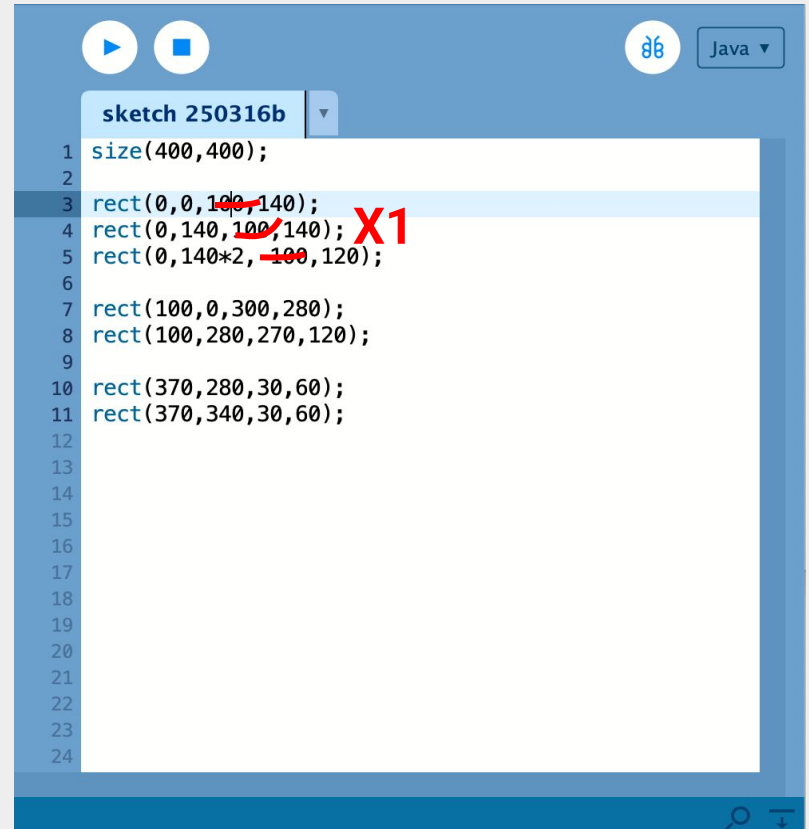 Java ▼
sketch 250316b ▼
1 size(400,400);
2
3 rect(0,0,100,140);
4 rect(0,140,100,140); X1
5 rect(0,140*2, 100,120);
6
7 rect(100,0,300,280);
8 rect(100,280,270,120);
9
10 rect(370,280,30,60);
11 rect(370,340,30,60);
12
13
14
15
16
17
18
19
20
21
22
23
24